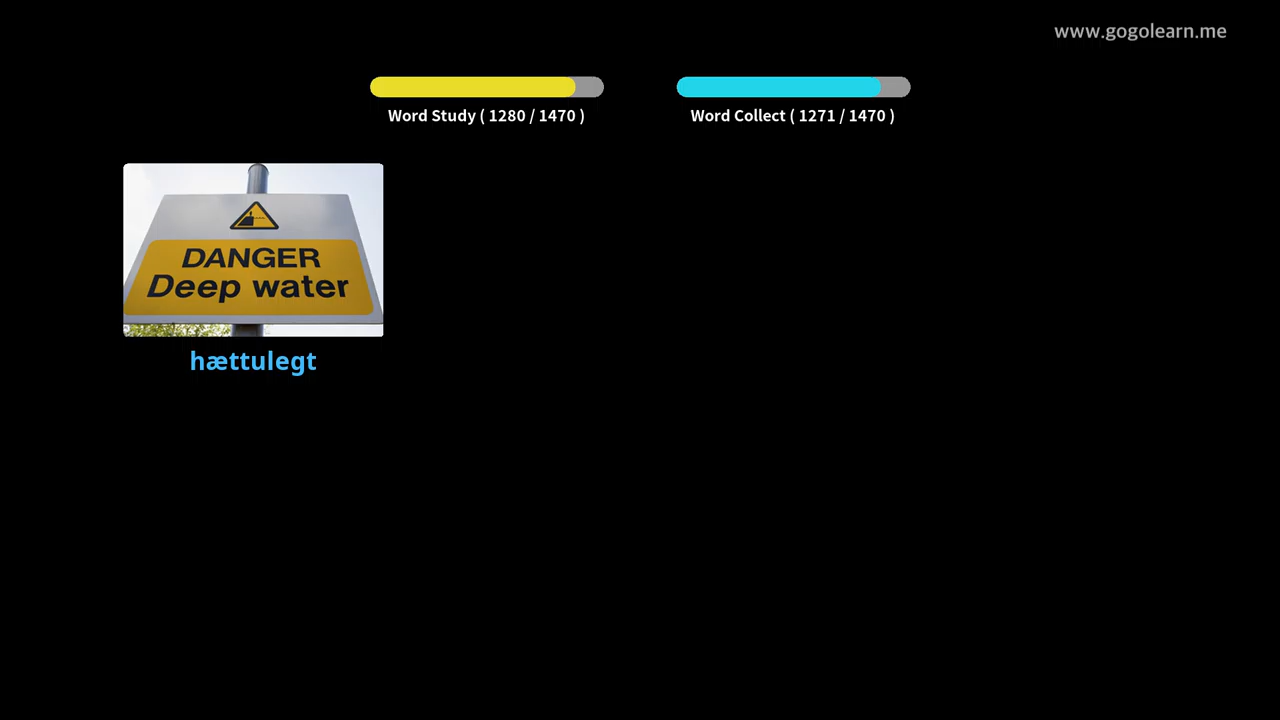 www.gogolearn.me
Word Study ( 1280 / 1470 )
Word Collect ( 1271 / 1470 )
DANGER
Deep water
hættulegt